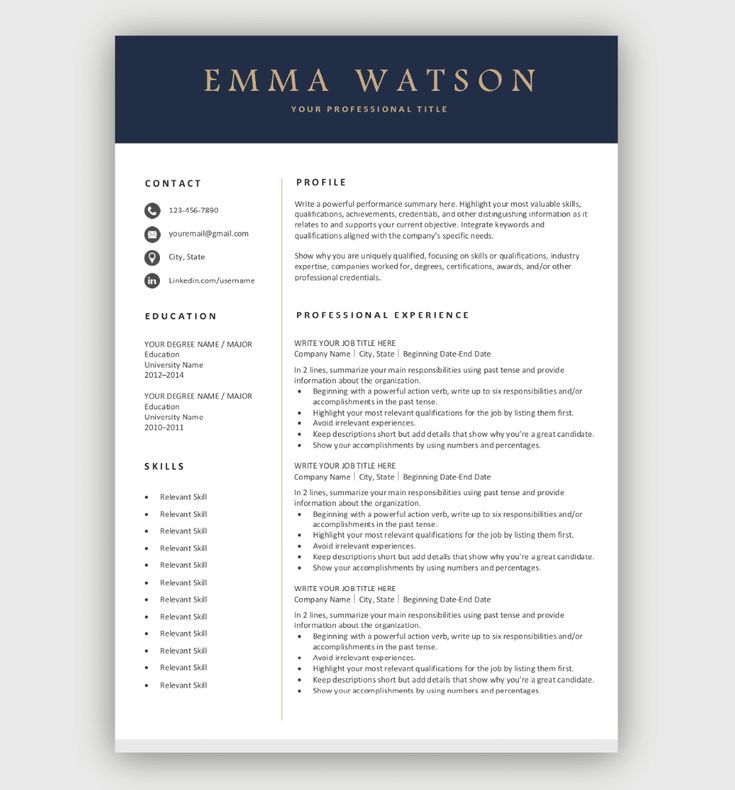 EMMA WATSON
YOUR PROFESSIONAL TITLE
CONTACT
123-456-7890
youremail@gmail.com
City, State
in
Linkedin.com/username
EDUCATION
YOUR DEGREE NAME / MAJOR
Education
University Name
2012–2014
YOUR DEGREE NAME / MAJOR
Education
University Name
2010–2011
SKILLS
• Relevant Skill
• Relevant Skill
• Relevant Skill
• Relevant Skill
• Relevant Skill
• Relevant Skill
• Relevant Skill
• Relevant Skill
• Relevant Skill
• Relevant Skill
• Relevant Skill
• Relevant Skill
PROFILE
Write a powerful performance summary here. Highlight your most valuable skills,
qualifications, achievements, credentials, and other distinguishing information as it
relates to and supports your current objective. Integrate keywords and
qualifications aligned with the company's specific needs.
Show why you are uniquely qualified, focusing on skills or qualifications, industry
expertise, companies worked for, degrees, certifications, awards, and/or other
professional credentials.
PROFESSIONAL EXPERIENCE
WRITE YOUR JOB TITLE HERE
Company Name | City, State | Beginning Date-End Date
In 2 lines, summarize your main responsibilities using past tense and provide
information about the organization.
• Beginning with a powerful action verb, write up to six responsibilities and/or
accomplishments in the past tense.
• Highlight your most relevant qualifications for the job by listing them first.
• Avoid irrelevant experiences.
• Keep descriptions short but add details that show why you're a great candidate.
• Show your accomplishments by using numbers and percentages.
WRITE YOUR JOB TITLE HERE
Company Name | City, State | Beginning Date-End Date
In 2 lines, summarize your main responsibilities using past tense and provide
information about the organization.
• Beginning with a powerful action verb, write up to six responsibilities and/or
accomplishments in the past tense.
• Highlight your most relevant qualifications for the job by listing them first.
• Avoid irrelevant experiences.
• Keep descriptions short but add details that show why you're a great candidate.
• Show your accomplishments by using numbers and percentages.
WRITE YOUR JOB TITLE HERE
Company Name | City, State | Beginning Date-End Date
In 2 lines, summarize your main responsibilities using past tense and provide
information about the organization.
• Beginning with a powerful action verb, write up to six responsibilities and/or
accomplishments in the past tense.
• Avoid irrelevant experiences.
• Highlight your most relevant qualifications for the job by listing them first.
• Keep descriptions short but add details that show why you're a great candidate.
• Show your accomplishments by using numbers and percentages.